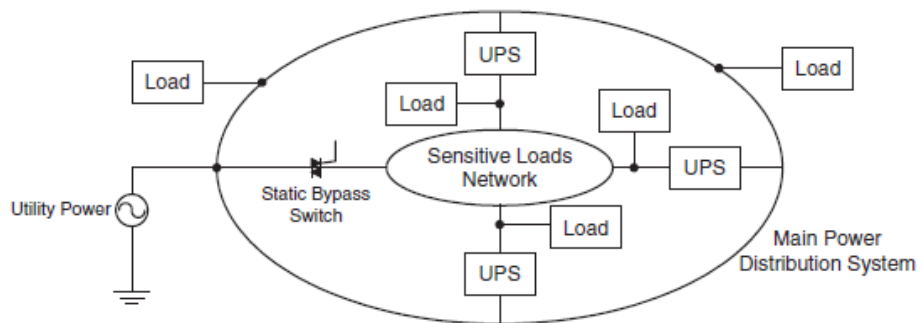 UPS
Load
Load
Load
Load
Sensitive Loads
Network
UPS
Static Bypass
Switch
Utility Power
Load
UPS
Main Power
Distribution System